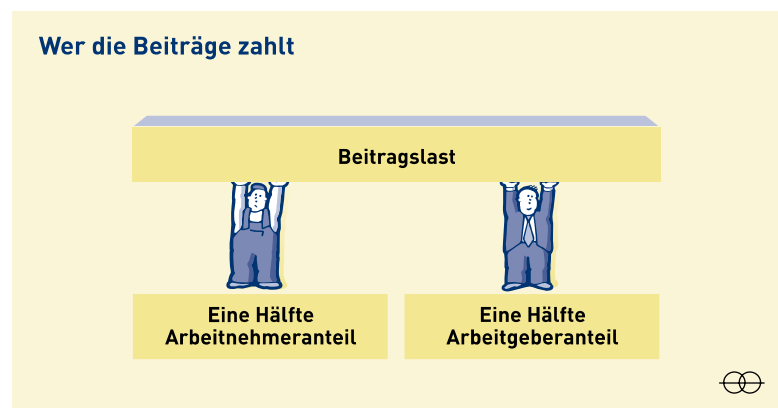 Wer die Beiträge zahlt
Beitragslast
Eine Hälfte
Arbeitnehmeranteil
Eine Hälfte
Arbeitgeberanteil